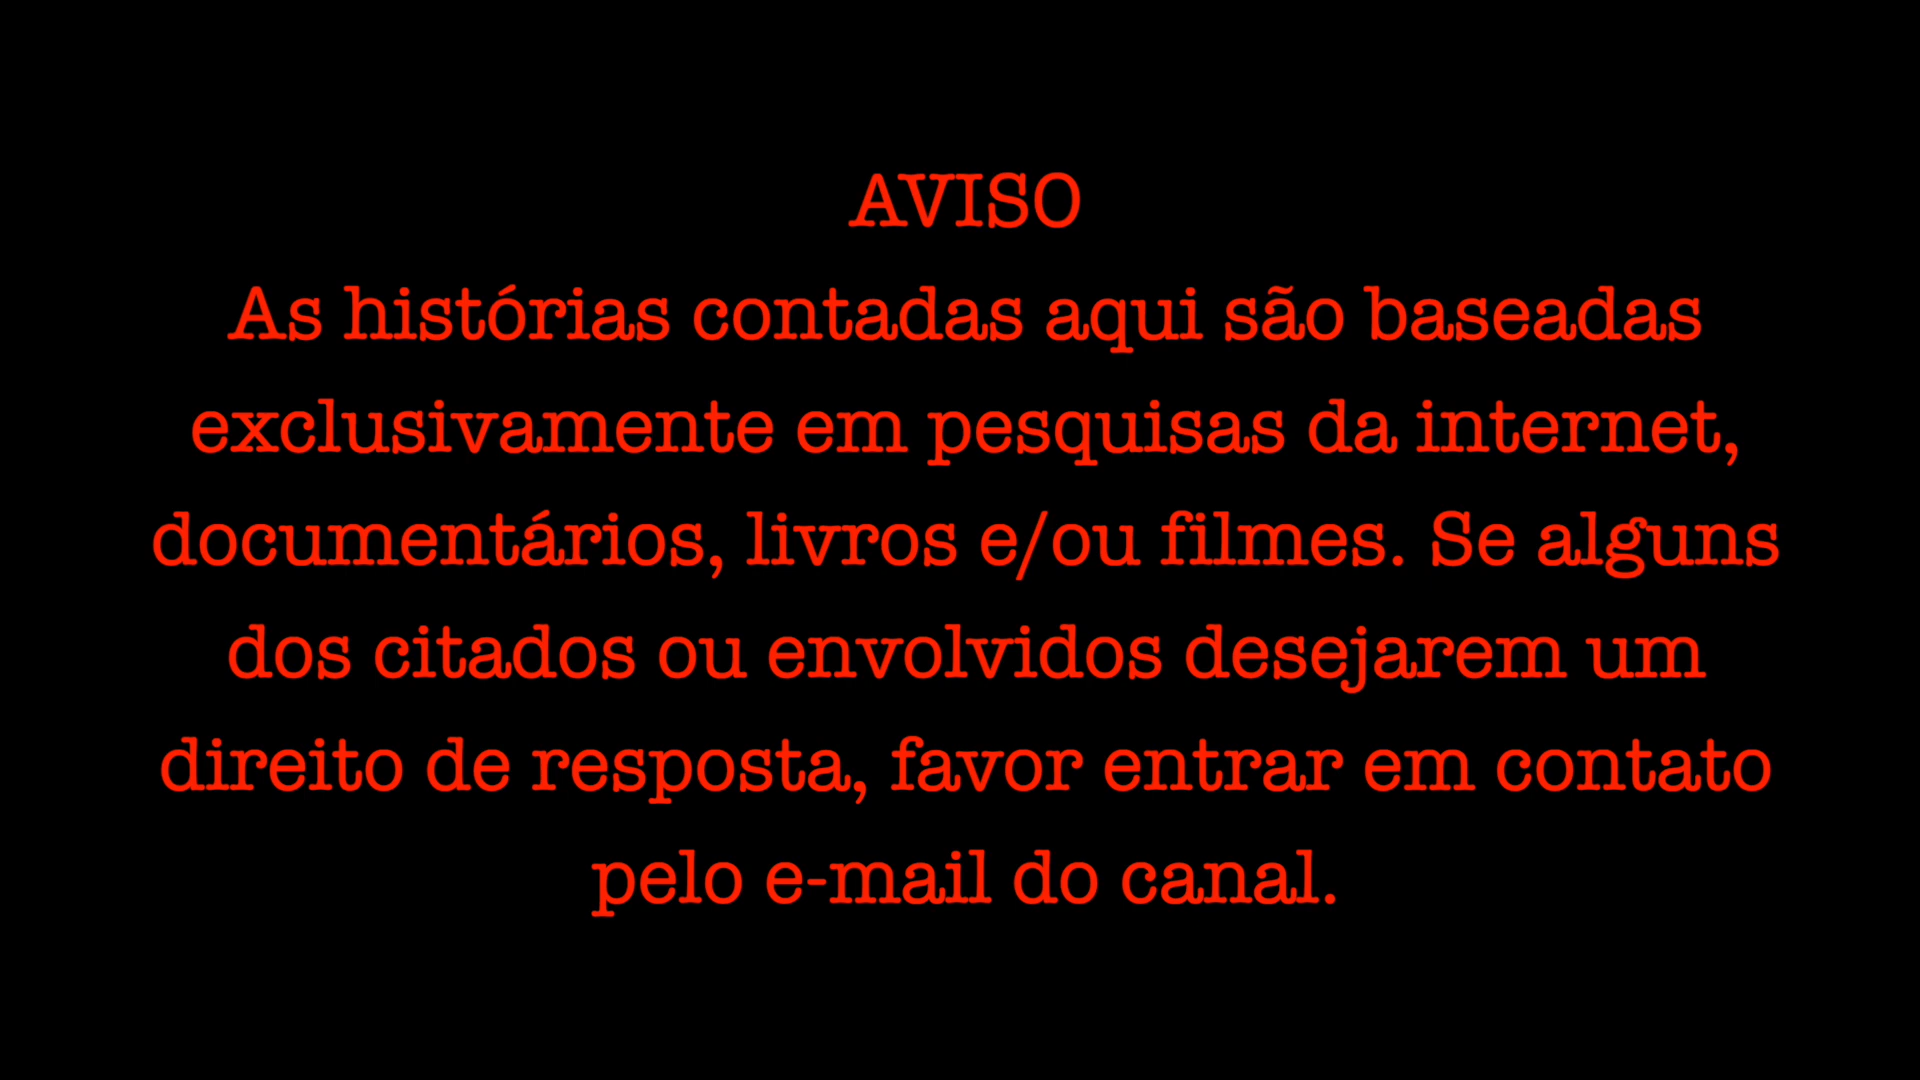 AVISO
As histórias contadas aqui são baseadas
exclusivamente em pesquisas da internet,
documentários, livros e/ou filmes. Se alguns
dos citados ou envolvidos desejarem um
direito de resposta, favor entrar em contato
pelo e-mail do canal.